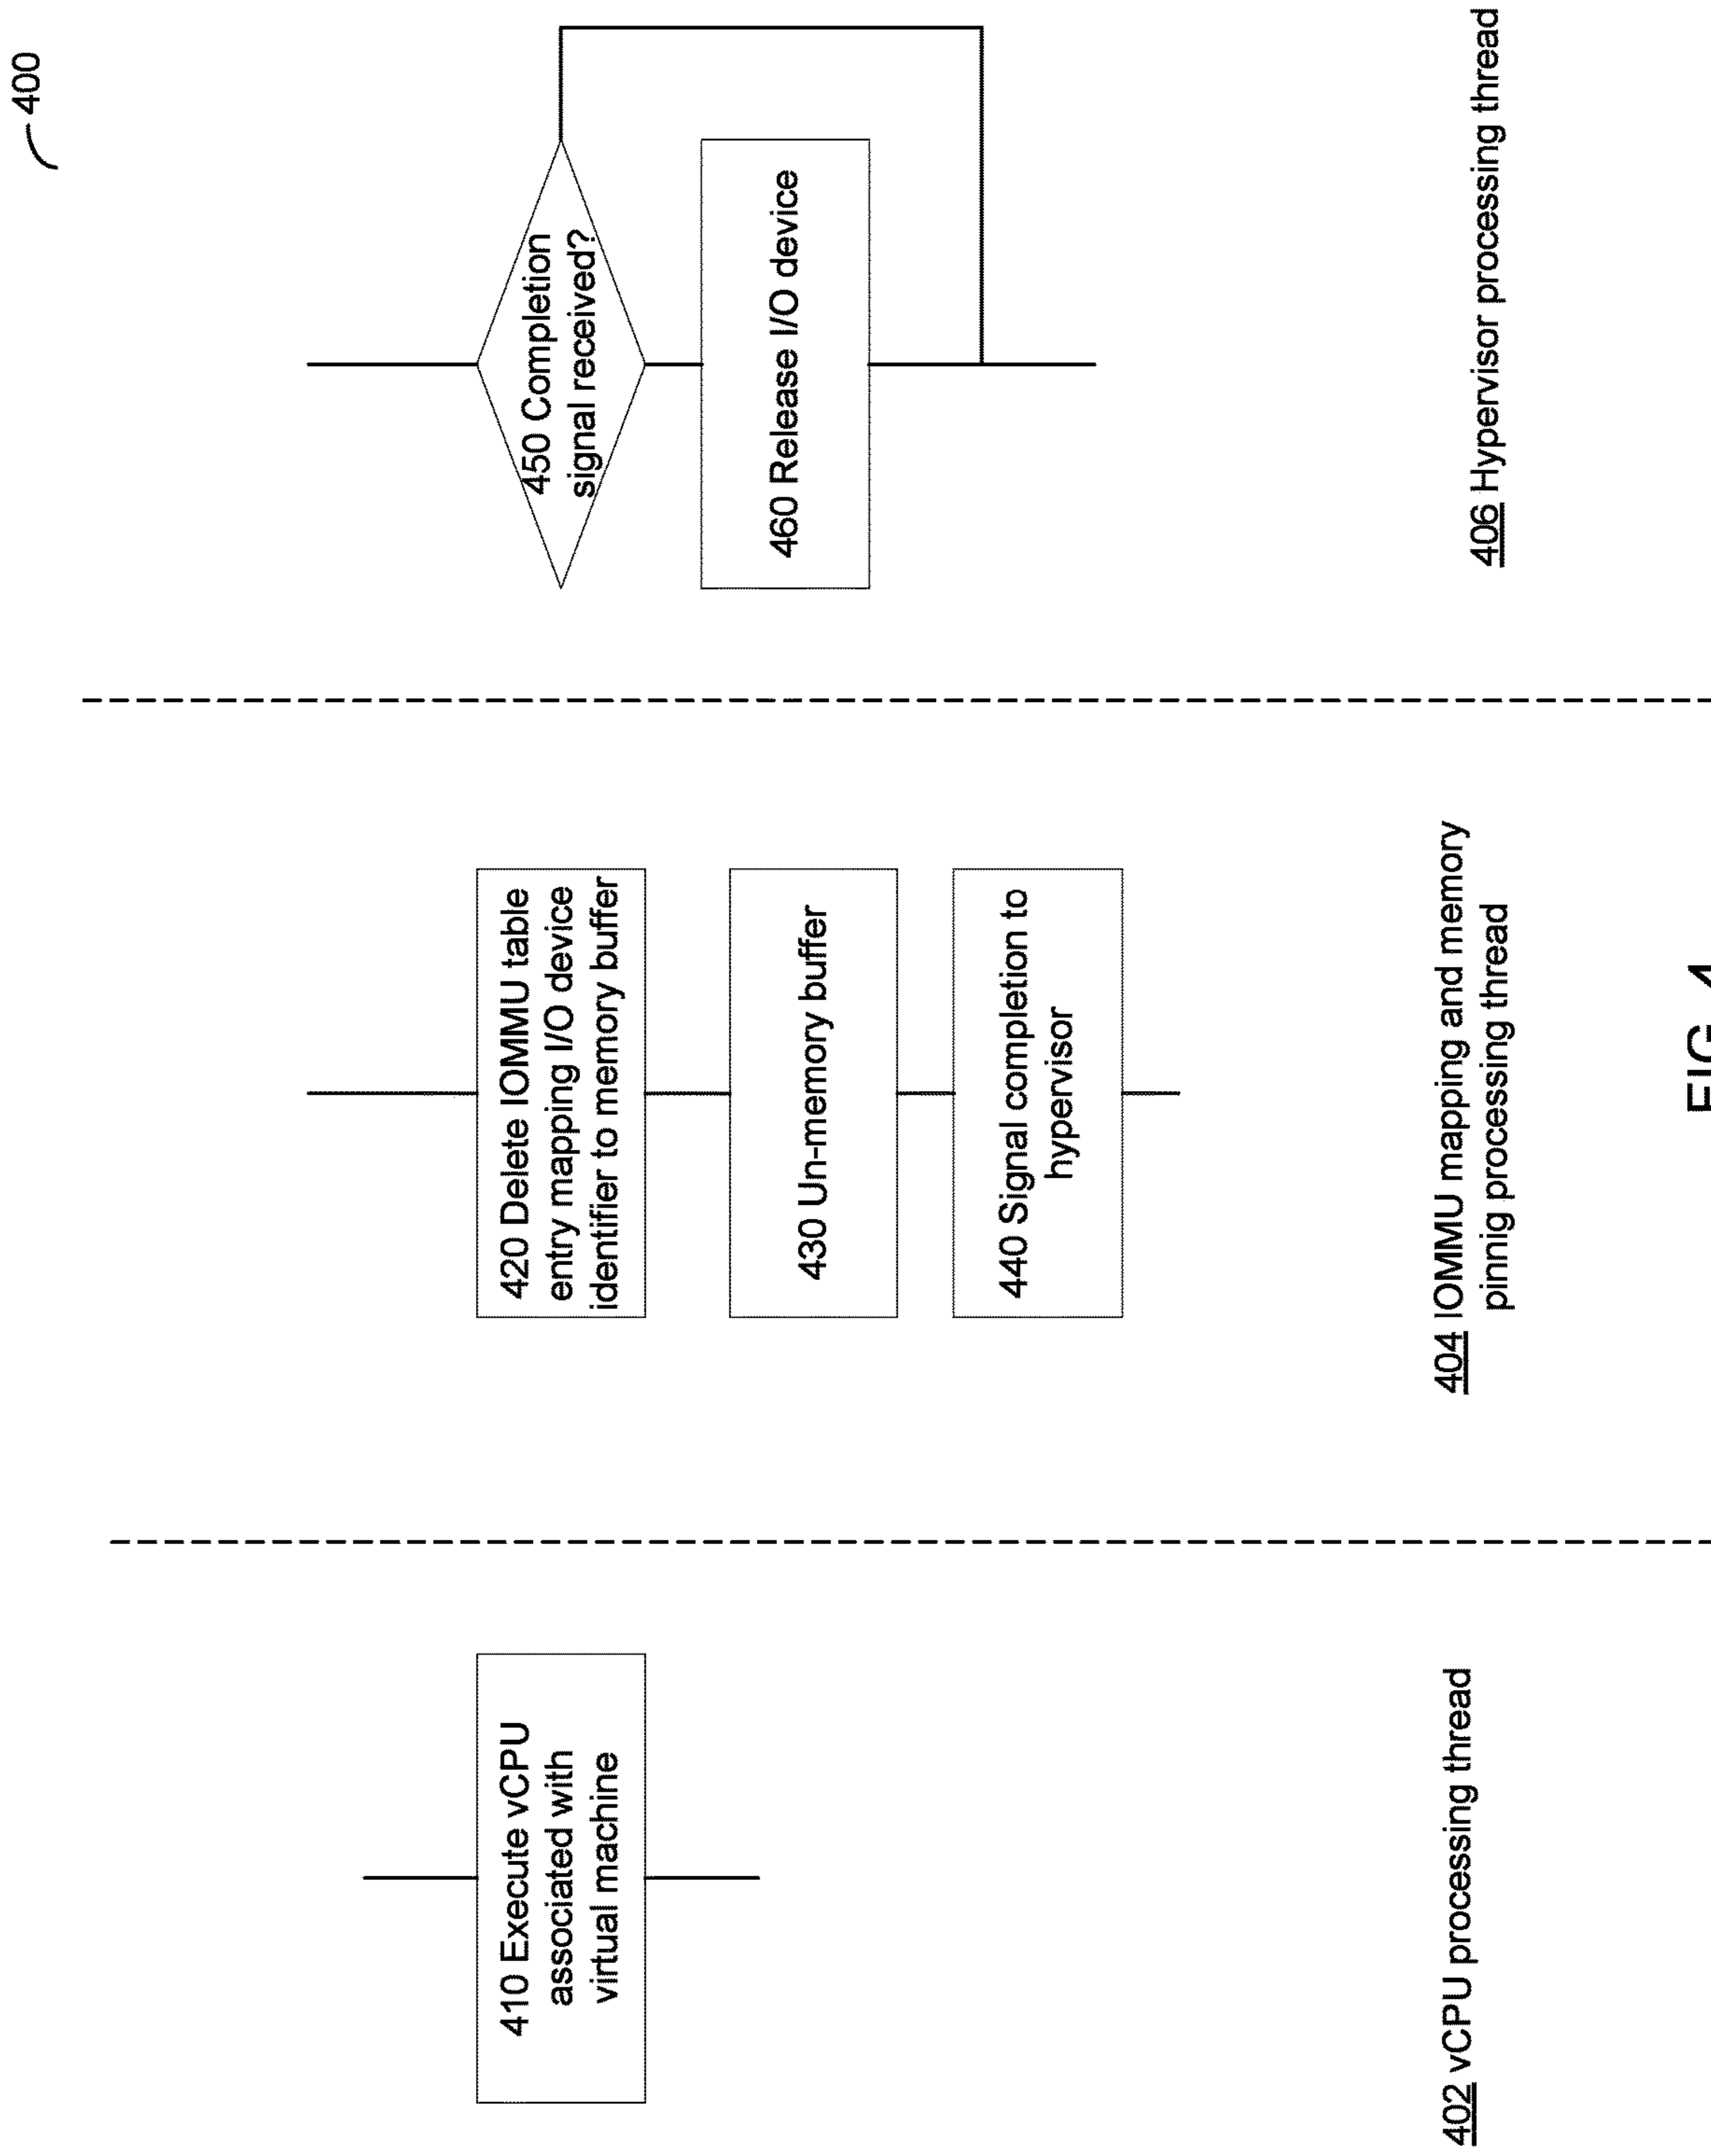 400
410 Execute vCPU
associated with
virtual machine
402 vCPU processing thread
420 Delete IOMMU table
entry mapping I/O device
identifier to memory buffer
430 Un-memory buffer
440 Signal completion to
hypervisor
404 IOMMU mapping and memory
pinnig processing thread
450 Completion
signal received?
460 Release I/O device
406 Hypervisor processing thread
FIG. 4